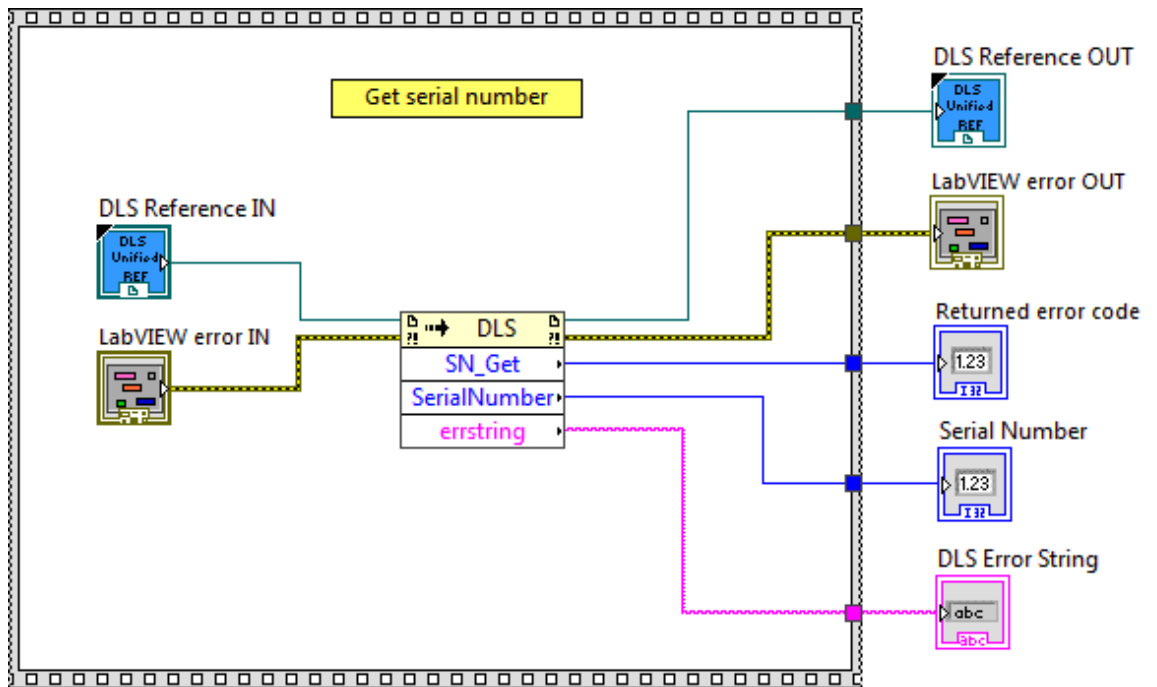 Get serial number
DLS Reference IN
DLS
Unified
REF
LabVIEW error IN
?!
DLS
?!
SN_Get
SerialNumber
errstring
DLS Reference OUT
DLS
Unified
REF
LabVIEW error OUT
Returned error code
1.23
I32
Serial Number
1.23
I32
DLS Error String
abc
abc